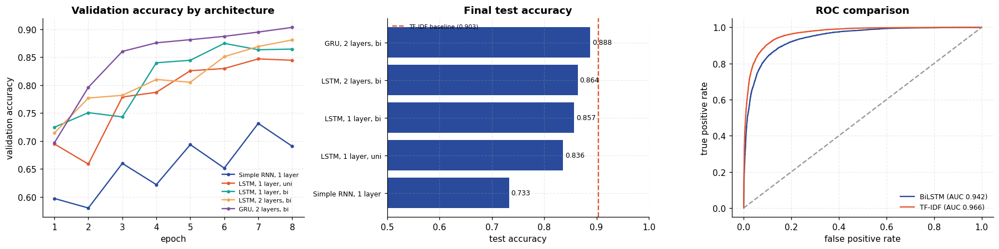 Validation accuracy by architecture
validation accuracy
0.90
0.85
0.80
0.75
0.70
0.65
0.60
Simple RNN, 1 layer
LSTM, 1 layer, uni
LSTM, 1 layer, bi
LSTM, 2 layers, bi
GRU, 2 layers, bi
1 2 3 4 5 6 7 8
epoch
Final test accuracy
TF-IDF baseline (0.903)
GRU, 2 layers, bi 0.888
LSTM, 2 layers, bi 0.864
LSTM, 1 layer, bi 0.857
LSTM, 1 layer, uni 0.836
Simple RNN, 1 layer 0.733
0.5 0.6 0.7 0.8 0.9 1.0
test accuracy
ROC comparison
true positive rate
1.0
0.8
0.6
0.4
0.2
0.0
BiLSTM (AUC 0.942)
TF-IDF (AUC 0.966)
0.0 0.2 0.4 0.6 0.8 1.0
false positive rate